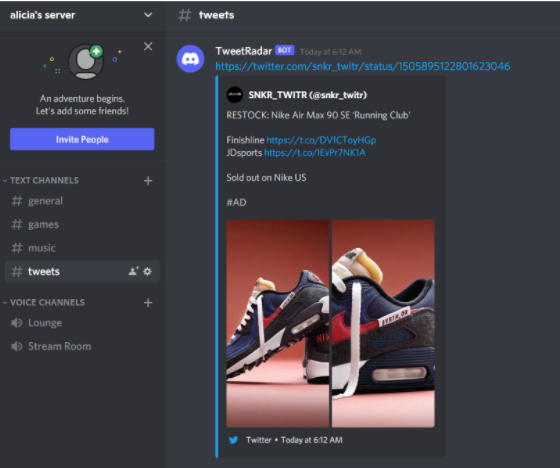 alicia's server
An adventure begins.
Let's add some friends!
Invite People
TEXT CHANNELS
# general
# games
# music
# tweets
VOICE CHANNELS
Lounge
Stream Room
# tweets
TweetRadar BOT Today at 6:12 AM
https://twitter.com/snkr_twitr/status/1505895122801623046
SNKR_TWITR (@snkr_twitr)
RESTOCK: Nike Air Max 90 SE 'Running Club'
Finishline https://t.co/DVfCToyHGp
JDsports https://t.co/IEvPr7NK1A
Sold out on Nike US
#AD
Twitter • Today at 6:12 AM